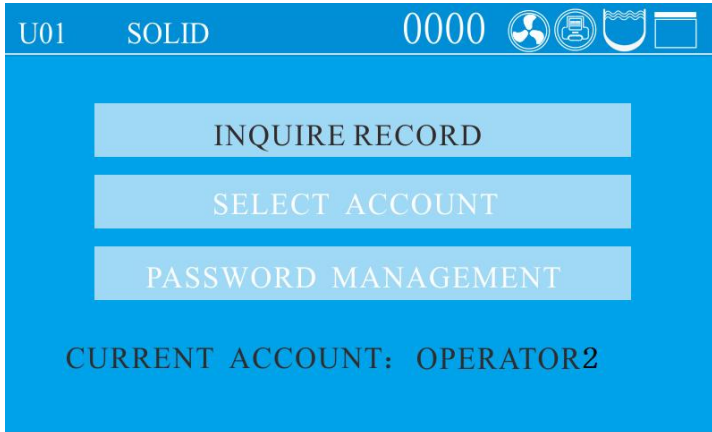 U01 SOLID 0000
INQUIRE RECORD
SELECT ACCOUNT
PASSWORD MANAGEMENT
CURRENT ACCOUNT: OPERATOR2